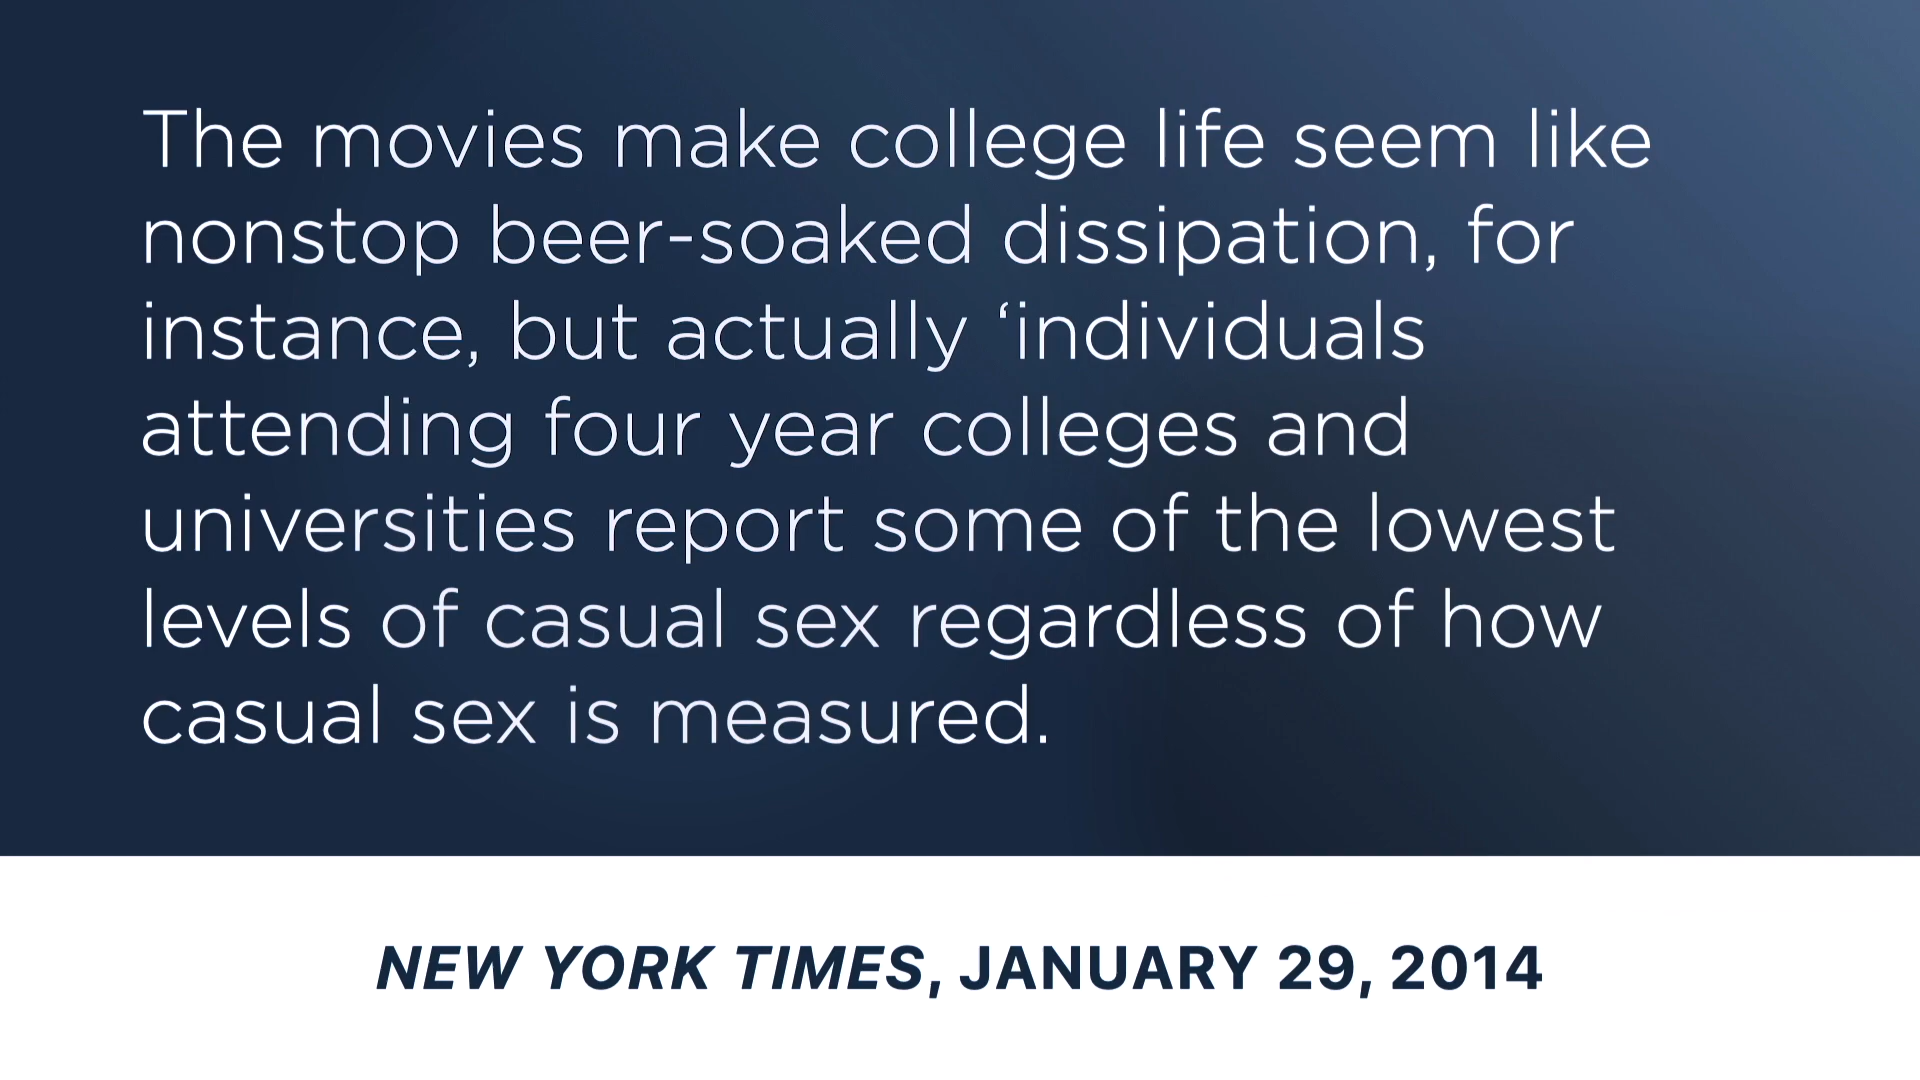 The movies make college life seem like
nonstop beer-soaked dissipation, for
instance, but actually ‘individuals
attending four year colleges and
universities report some of the lowest
levels of casual sex regardless of how
casual sex is measured.
NEW YORK TIMES, JANUARY 29, 2014